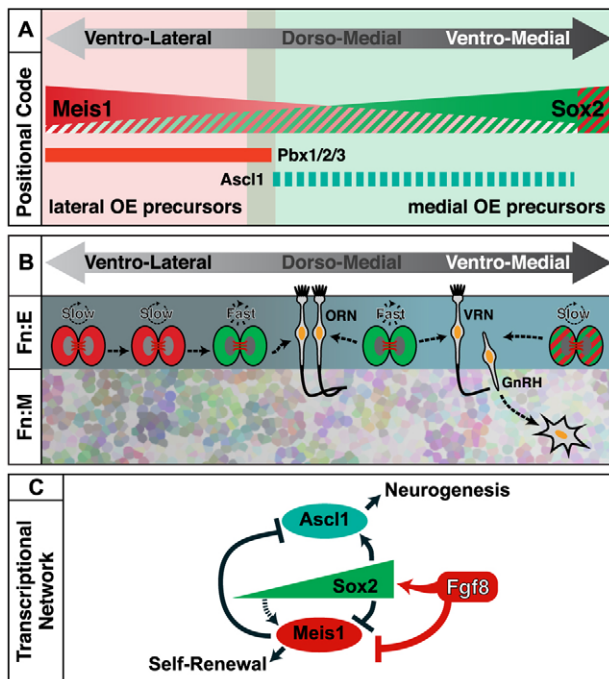 A
Ventro-Lateral Dorso-Medial Ventro-Medial
Positional Code
Meis1 Sox2
Pbx1/2/3
Ascl1
lateral OE precursors medial OE precursors
B
Ventro-Lateral Dorso-Medial Ventro-Medial
Fn:E
Slow Slow Fast ORN Fast VRN Slow
GnRH
Fn:M
C
Transcriptional
Network
Neurogenesis
Ascl1
Sox2 Fgf8
Meis1
Self-Renewal